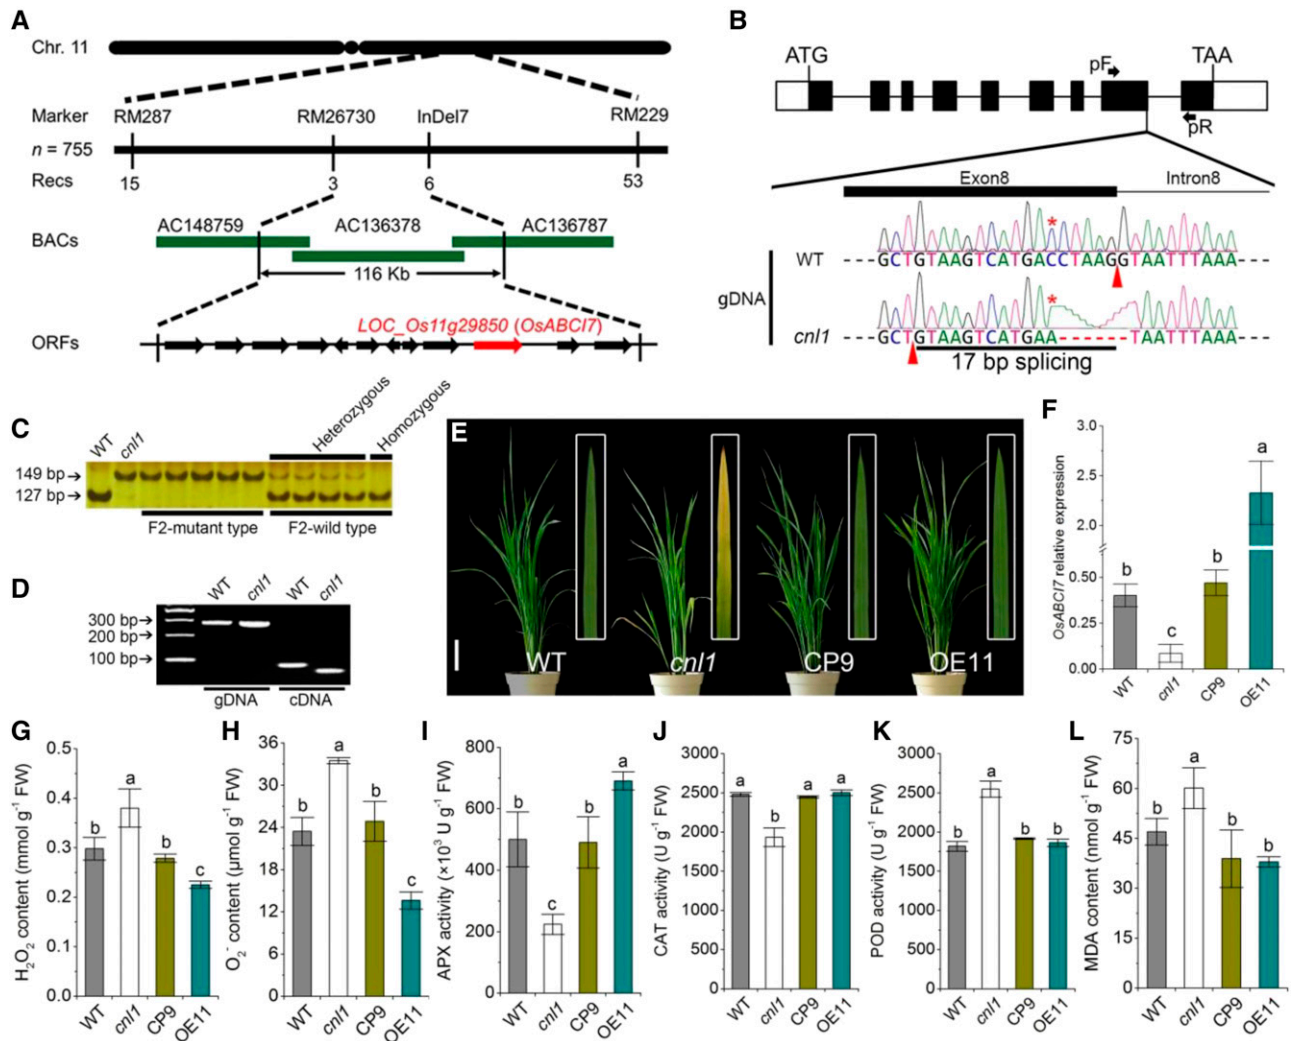 A
Chr. 11
Marker RM287 RM26730 InDel7 RM229
n = 755
Recs 15 3 6 53
AC148759 AC136378 AC136787
BACs
116 Kb
LOC_Os11g29850 (OsABCI7)
ORFs
B
ATG TAA
pF
pR
Exon8 Intron8
*
WT ---GCTGTAAGTCATGACCTAAGGTAATTTAAA---
gDNA
*
cnl1 ---GCTGTAAGTCATGAA------TAATTTAAA---
17 bp splicing
C
WT cnl1 Heterozygous Homozygous
149 bp
127 bp
F2-mutant type F2-wild type
D
WT cnl1 WT cnl1
300 bp
200 bp
100 bp
gDNA cDNA
E
WT cnl1 CP9 OE11
F
OsABCI7 relative expression
3.0
2.5
2.0
0.50
0.25
0.00
b c b a
WT cnl1 CP9 OE11
G
H2O2 content (mmol g⁻¹ FW)
0.5
0.4
0.3
0.2
0.1
0.0
b a b c
WT cnl1 CP9 OE11
H
O2⁻ content (μmol g⁻¹ FW)
36
30
24
18
12
6
0
b a b c
WT cnl1 CP9 OE11
I
APX activity (×10³ U g⁻¹ FW)
800
600
400
200
0
b c b a
WT cnl1 CP9 OE11
J
CAT activity (U g⁻¹ FW)
3000
2500
2000
1500
1000
500
0
a b a a
WT cnl1 CP9 OE11
K
POD activity (U g⁻¹ FW)
3000
2500
2000
1500
1000
500
0
b a b b
WT cnl1 CP9 OE11
L
MDA content (nmol g⁻¹ FW)
75
60
45
30
15
0
b a b b
WT cnl1 CP9 OE11